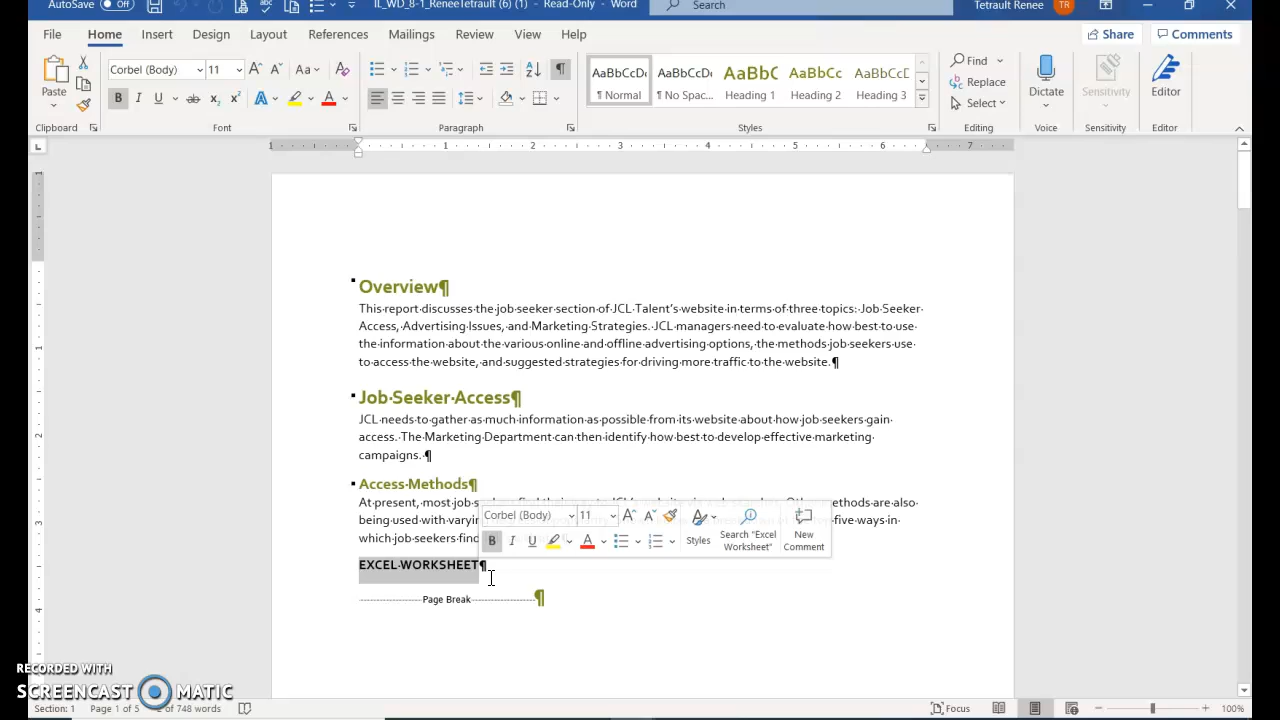 AutoSave Off IL_WD_8-1_ReneeTetrault (6) (1) - Read-Only - Word Search Tetrault Renee TR
File Home Insert Design Layout References Mailings Review View Help Share Comments
Paste Corbel (Body) 11 Aa AaBbCcDc AaBbCcDc AaBbC AaBbCc AaBbCcD Find Replace Select Dictate Sensitivity Editor
¶ Normal ¶ No Spac... Heading 1 Heading 2 Heading 3
Clipboard Font Paragraph Styles Editing Voice Sensitivity Editor
1 1 2 3 4 5 6 7
Overview¶
This·report·discusses·the·job·seeker·section·of·JCL·Talent's·website·in·terms·of·three·topics:·Job·Seeker·
Access,·Advertising·Issues,·and·Marketing·Strategies.·JCL·managers·need·to·evaluate·how·best·to·use·
the·information·about·the·various·online·and·offline·advertising·options,·the·methods·job·seekers·use·
to·access·the·website,·and·suggested·strategies·for·driving·more·traffic·to·the·website.¶
Job·Seeker·Access¶
JCL·needs·to·gather·as·much·information·as·possible·from·its·website·about·how·job·seekers·gain·
access.·The·Marketing·Department·can·then·identify·how·best·to·develop·effective·marketing·
campaigns.·¶
Access·Methods¶
At·present,·most·job methods·are·also·
being·used·with five·ways·in·
which·job·seekers
Corbel (Body) 11
B I U A Styles Search "Excel Worksheet" New Comment
EXCEL·WORKSHEET¶
Page Break ¶
RECORDED WITH
SCREENCAST MATIC
Section: 1 Page 1 of 5 of 748 words Focus 100%